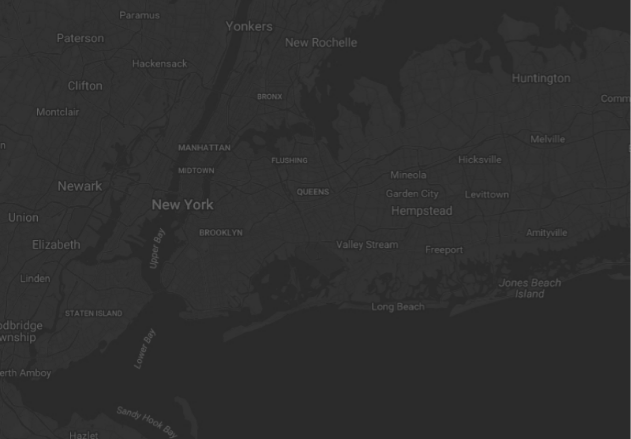 Paramus
Yonkers
Paterson
New Rochelle
Hackensack
Huntington
Clifton
BRONX
Comm
Montclair
Melville
n
MANHATTAN
FLUSHING
Hicksville
MIDTOWN
Mineola
Newark
QUEENS
Garden City
Levittown
New York
Hempstead
Union
BROOKLYN
Amityville
Elizabeth
Upper Bay
Valley Stream
Freeport
Linden
Jones Beach
Island
Long Beach
STATEN ISLAND
odbridge
wnship
Lower Bay
erth Amboy
Sandy Hook Bay
Hazlet